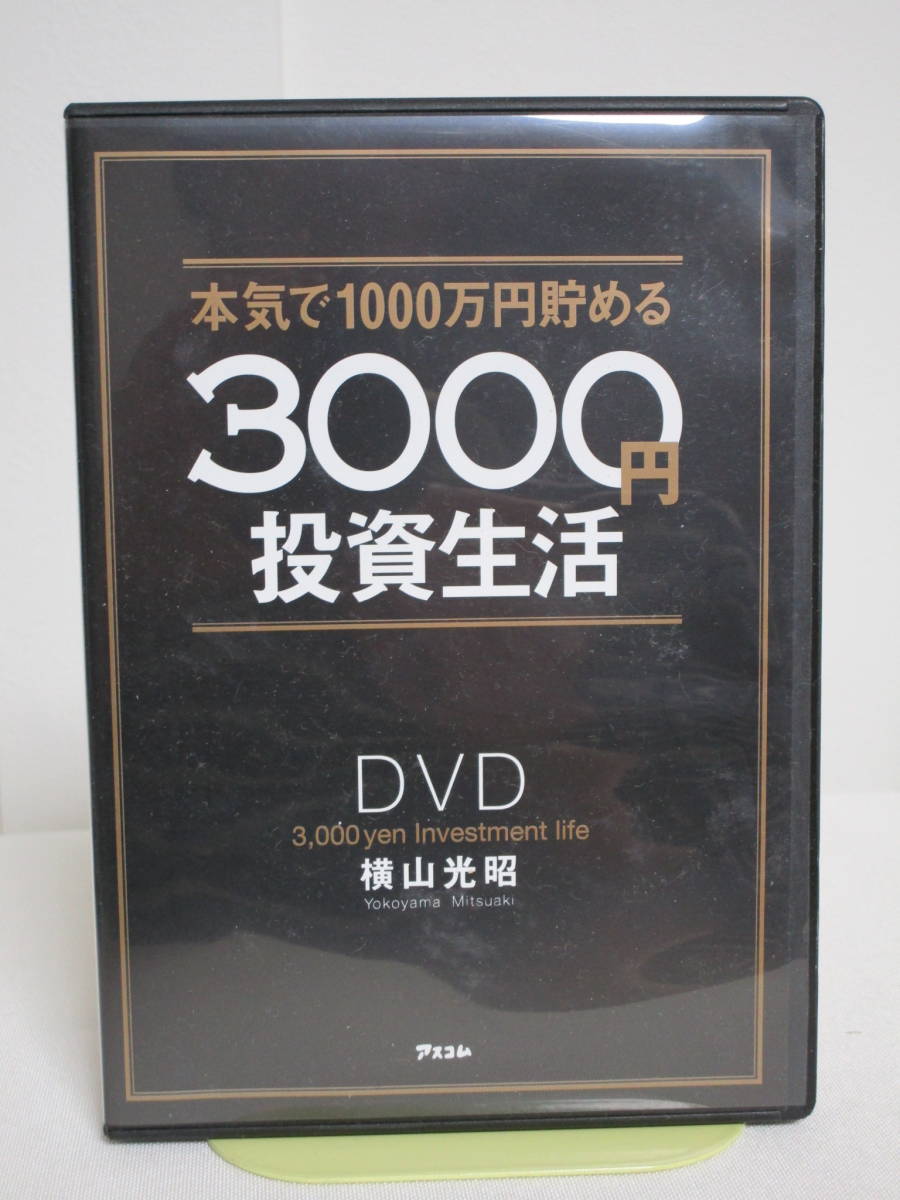 本気で1000万円貯める
3000円
投資生活
DVD
3,000 yen Investment life
横山光昭
Yokoyama Mitsuaki
アスコム